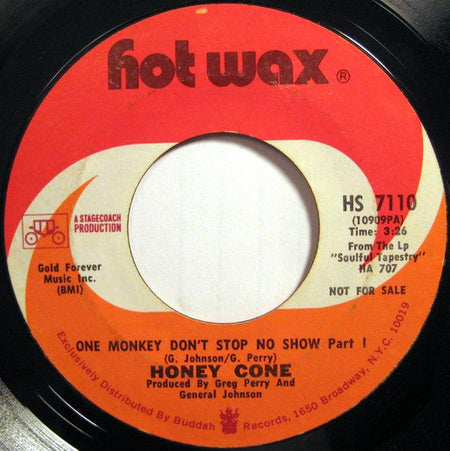 hot wax ®
HS 7110
(10909PA)
Time: 3:26
From The Lp
"Soulful Tapestry"
HA 707
NOT FOR SALE
A STAGECOACH
PRODUCTION
Gold Forever
Music Inc.
(BMI)
ONE MONKEY DON'T STOP NO SHOW Part I
(G. Johnson/G. Perry)
HONEY CONE
Produced By Greg Perry And
General Johnson
Exclusively Distributed By Buddah Records, 1650 Broadway, N.Y.C. 10019